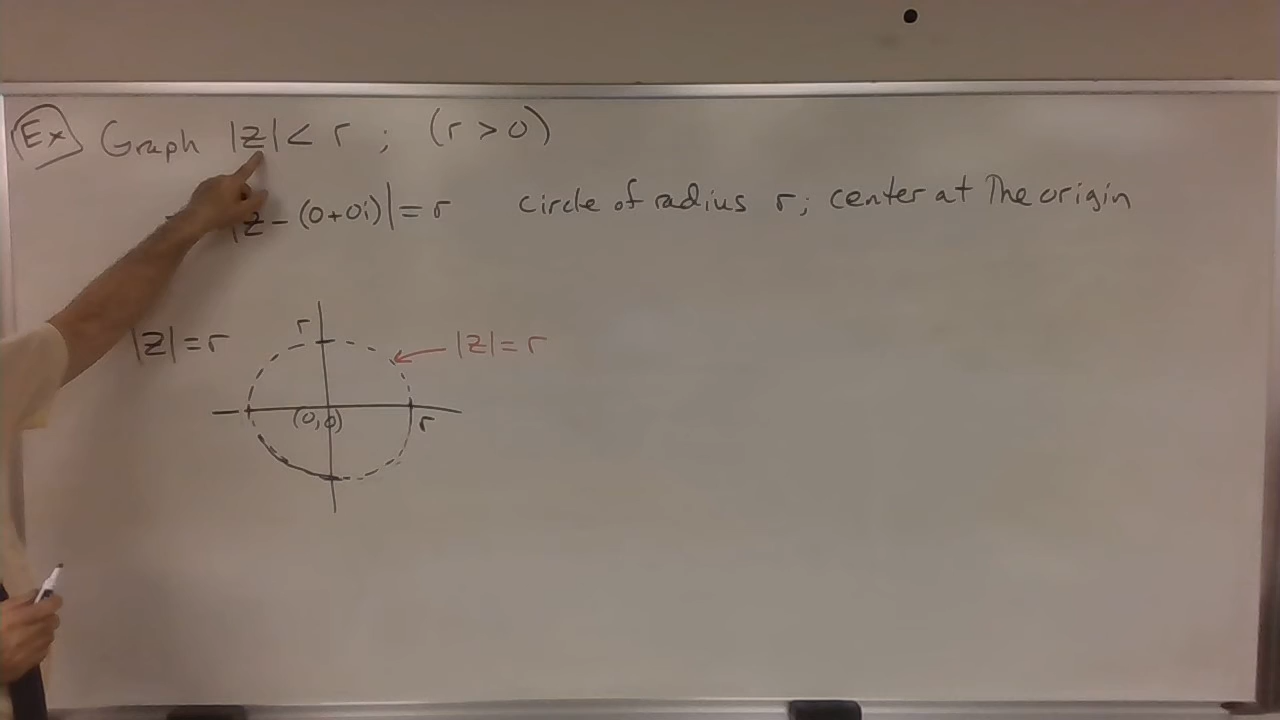 Ex Graph |z| < r ; (r > 0)
|z - (0+0i)| = r circle of radius r; center at The origin
r
|z| = r
|z| = r
(0,0)
r